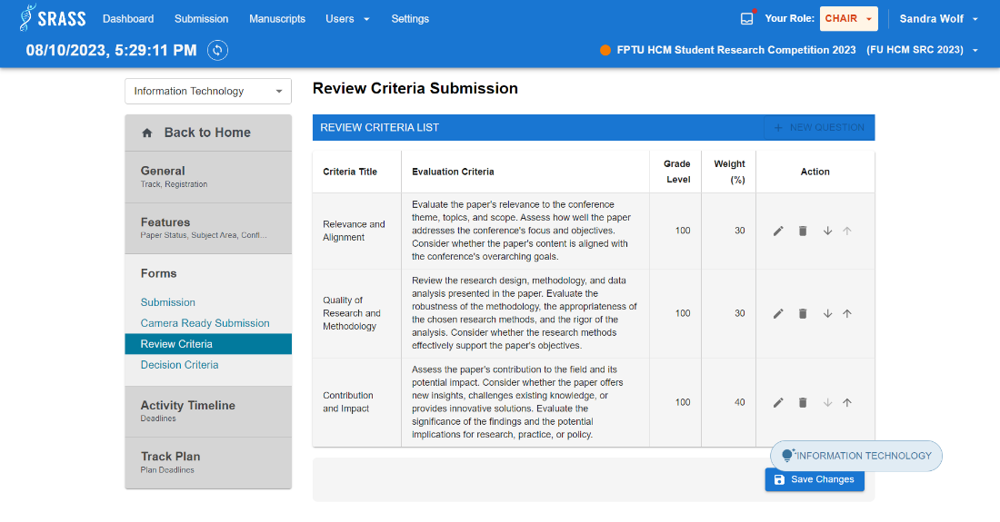 SRASS Dashboard Submission Manuscripts Users Settings Your Role: CHAIR Sandra Wolf
08/10/2023, 5:29:11 PM FPTU HCM Student Research Competition 2023 (FU HCM SRC 2023)
Information Technology
Back to Home
General
Track, Registration
Features
Paper Status, Subject Area, Confl...
Forms
Submission
Camera Ready Submission
Review Criteria
Decision Criteria
Activity Timeline
Deadlines
Track Plan
Plan Deadlines
Review Criteria Submission
REVIEW CRITERIA LIST + NEW QUESTION
Criteria Title Evaluation Criteria Grade Level Weight (%) Action
Relevance and
Alignment
Evaluate the paper's relevance to the conference
theme, topics, and scope. Assess how well the paper
addresses the conference's focus and objectives.
Consider whether the paper's content is aligned with
the conference's overarching goals.
100 30
Quality of
Research and
Methodology
Review the research design, methodology, and data
analysis presented in the paper. Evaluate the
robustness of the methodology, the appropriateness of
the chosen research methods, and the rigor of the
analysis. Consider whether the research methods
effectively support the paper's objectives.
100 30
Contribution
and Impact
Assess the paper's contribution to the field and its
potential impact. Consider whether the paper offers
new insights, challenges existing knowledge, or
provides innovative solutions. Evaluate the
significance of the findings and the potential
implications for research, practice, or policy.
100 40
INFORMATION TECHNOLOGY
Save Changes